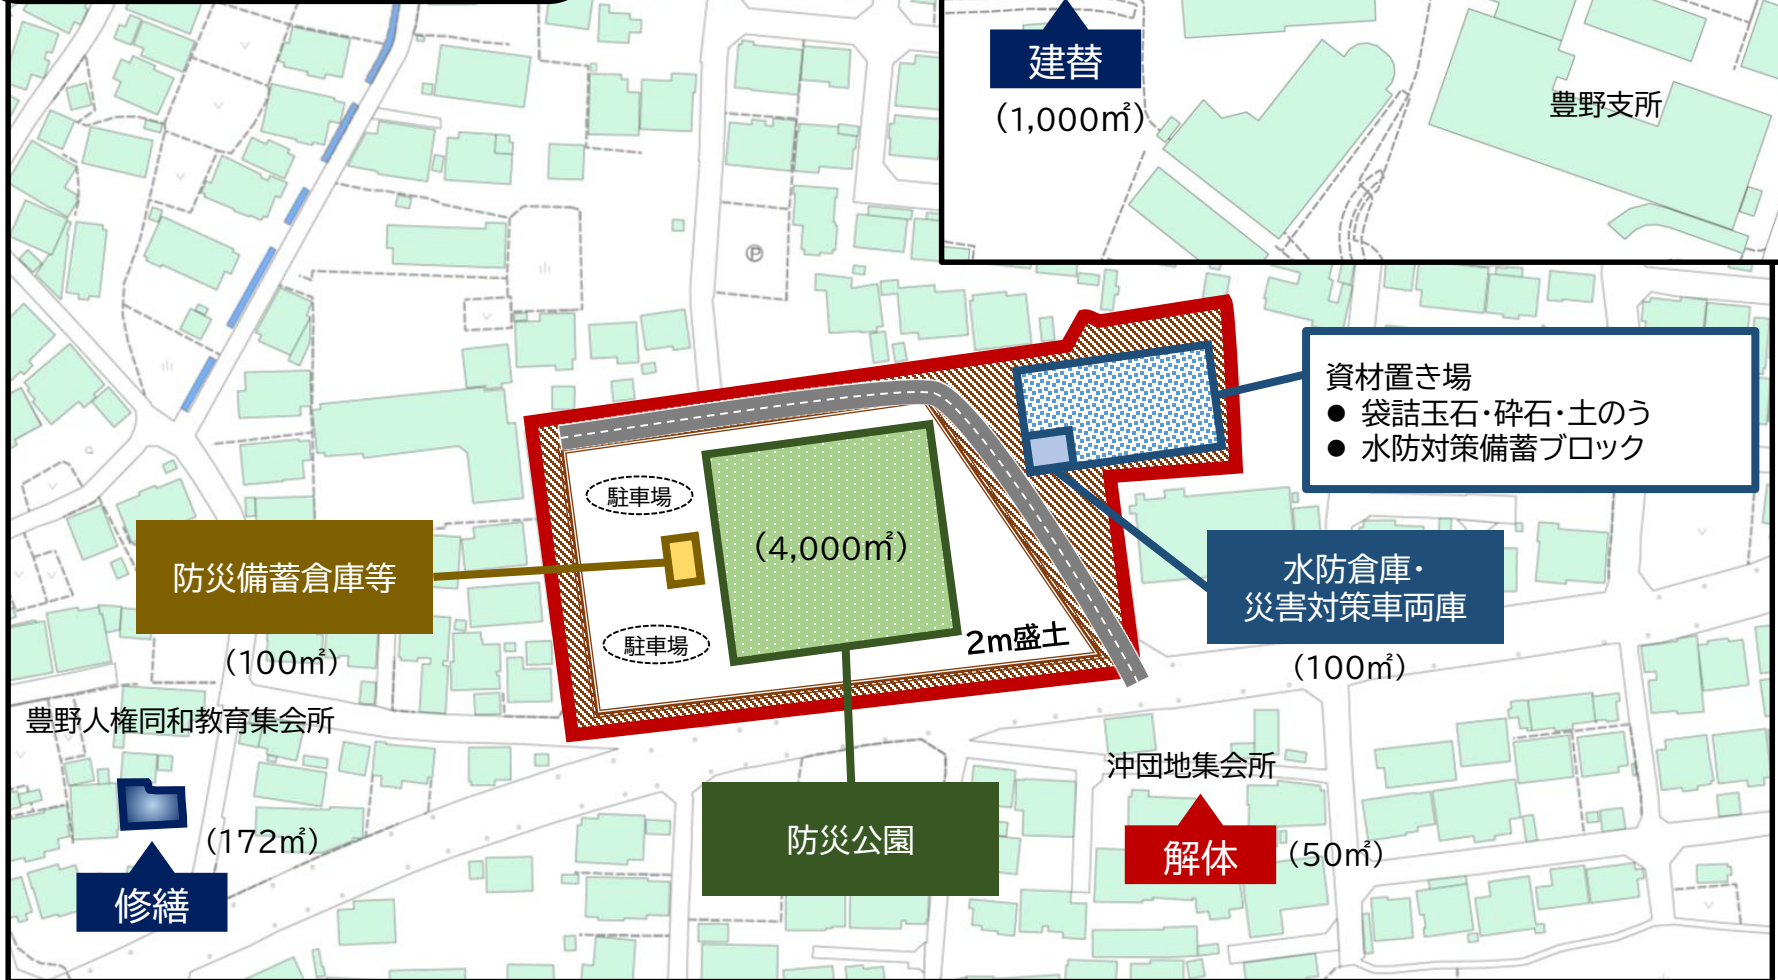 建替
(1,000㎡)
豊野支所
Ⓟ
資材置き場
● 袋詰玉石・砕石・土のう
● 水防対策備蓄ブロック
駐車場
(4,000㎡)
防災備蓄倉庫等
(100㎡)
水防倉庫・
災害対策車両庫
(100㎡)
駐車場
2m盛土
豊野人権同和教育集会所
(172㎡)
修繕
防災公園
沖団地集会所
解体
(50㎡)